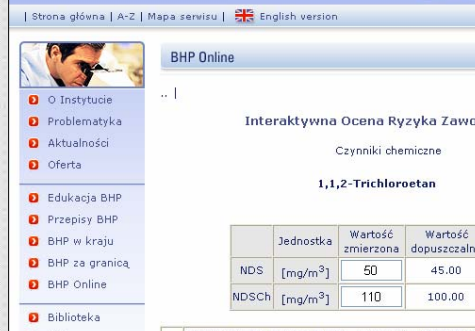 | Strona główna | A-Z | Mapa serwisu | English version
BHP Online
.. |
O Instytucie
Problematyka
Aktualności
Oferta
Edukacja BHP
Przepisy BHP
BHP w kraju
BHP za granicą
BHP Online
Biblioteka
Interaktywna Ocena Ryzyka Zawo
Czynniki chemiczne
1,1,2-Trichloroetan
Jednostka Wartość zmierzona Wartość dopuszczaln
NDS [mg/m³] 50 45.00
NDSCh [mg/m³] 110 100.00